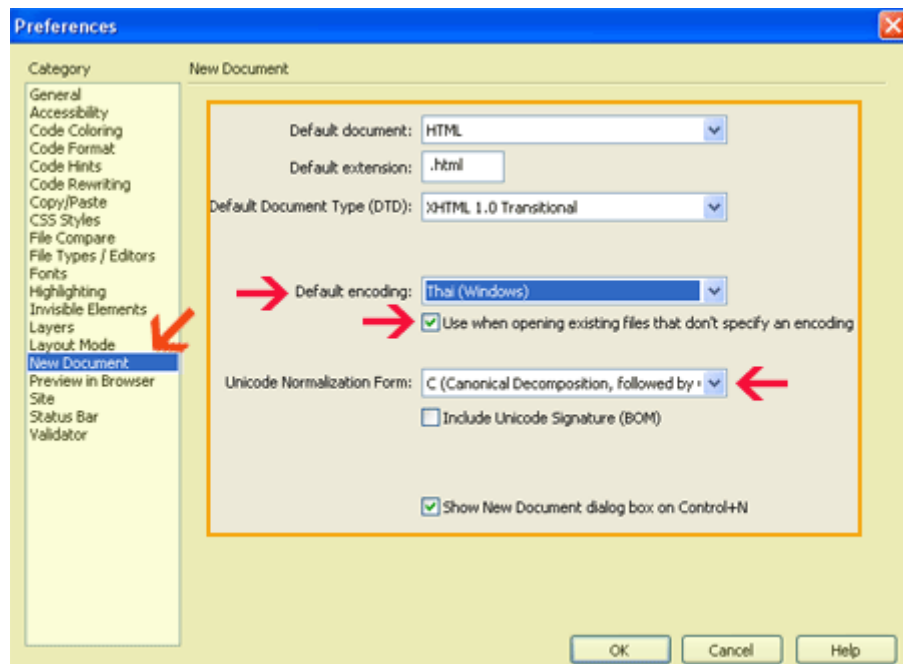 Preferences
Category
General
Accessibility
Code Coloring
Code Format
Code Hints
Code Rewriting
Copy/Paste
CSS Styles
File Compare
File Types / Editors
Fonts
Highlighting
Invisible Elements
Layers
Layout Mode
New Document
Preview in Browser
Site
Status Bar
Validator
New Document
Default document: HTML
Default extension: .html
Default Document Type (DTD): XHTML 1.0 Transitional
Default encoding: Thai (Windows)
Use when opening existing files that don't specify an encoding
Unicode Normalization Form: C (Canonical Decomposition, followed by
Include Unicode Signature (BOM)
Show New Document dialog box on Control+N
OK Cancel Help